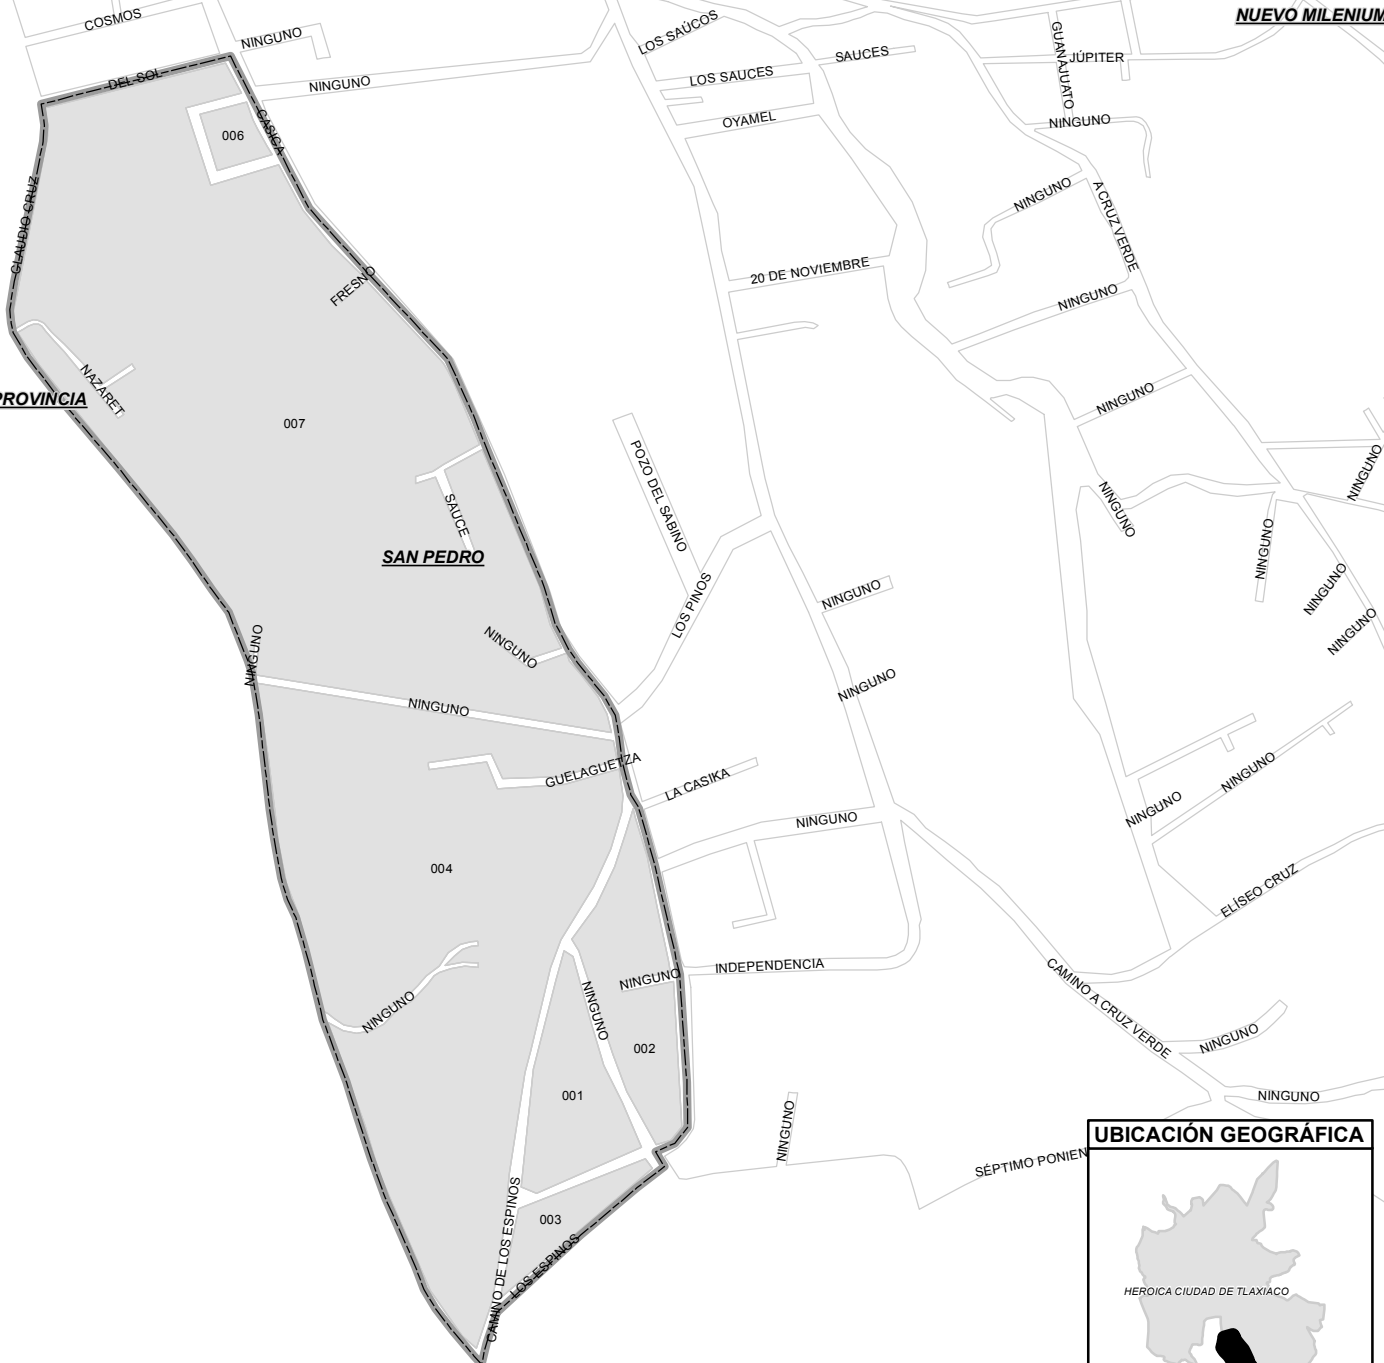 COSMOS
NINGUNO
LOS SAÚCOS
NUEVO MILENIUM
DEL SOL
NINGUNO
LOS SAUCES
SAUCES
GUANAJUATO
JÚPITER
CASICA
006
OYAMEL
NINGUNO
CLAUDIO CRUZ
NINGUNO
A CRUZ VERDE
FRESNO
20 DE NOVIEMBRE
NINGUNO
NAZARET
PROVINCIA
007
NINGUNO
POZO DEL SABINO
NINGUNO
SAUCE
NINGUNO
SAN PEDRO
NINGUNO
NINGUNO
LOS PINOS
NINGUNO
NINGUNO
NINGUNO
NINGUNO
NINGUNO
NINGUNO
GUELAGUETZA
LA CASIKA
NINGUNO
NINGUNO
NINGUNO
004
ELÍSEO CRUZ
NINGUNO
INDEPENDENCIA
NINGUNO
NINGUNO
CAMINO A CRUZ VERDE
002
NINGUNO
001
NINGUNO
NINGUNO
UBICACIÓN GEOGRÁFICA
SÉPTIMO PONIEN
CAMINO DE LOS ESPINOS
003
LOS ESPINOS
HEROICA CIUDAD DE TLAXIACO